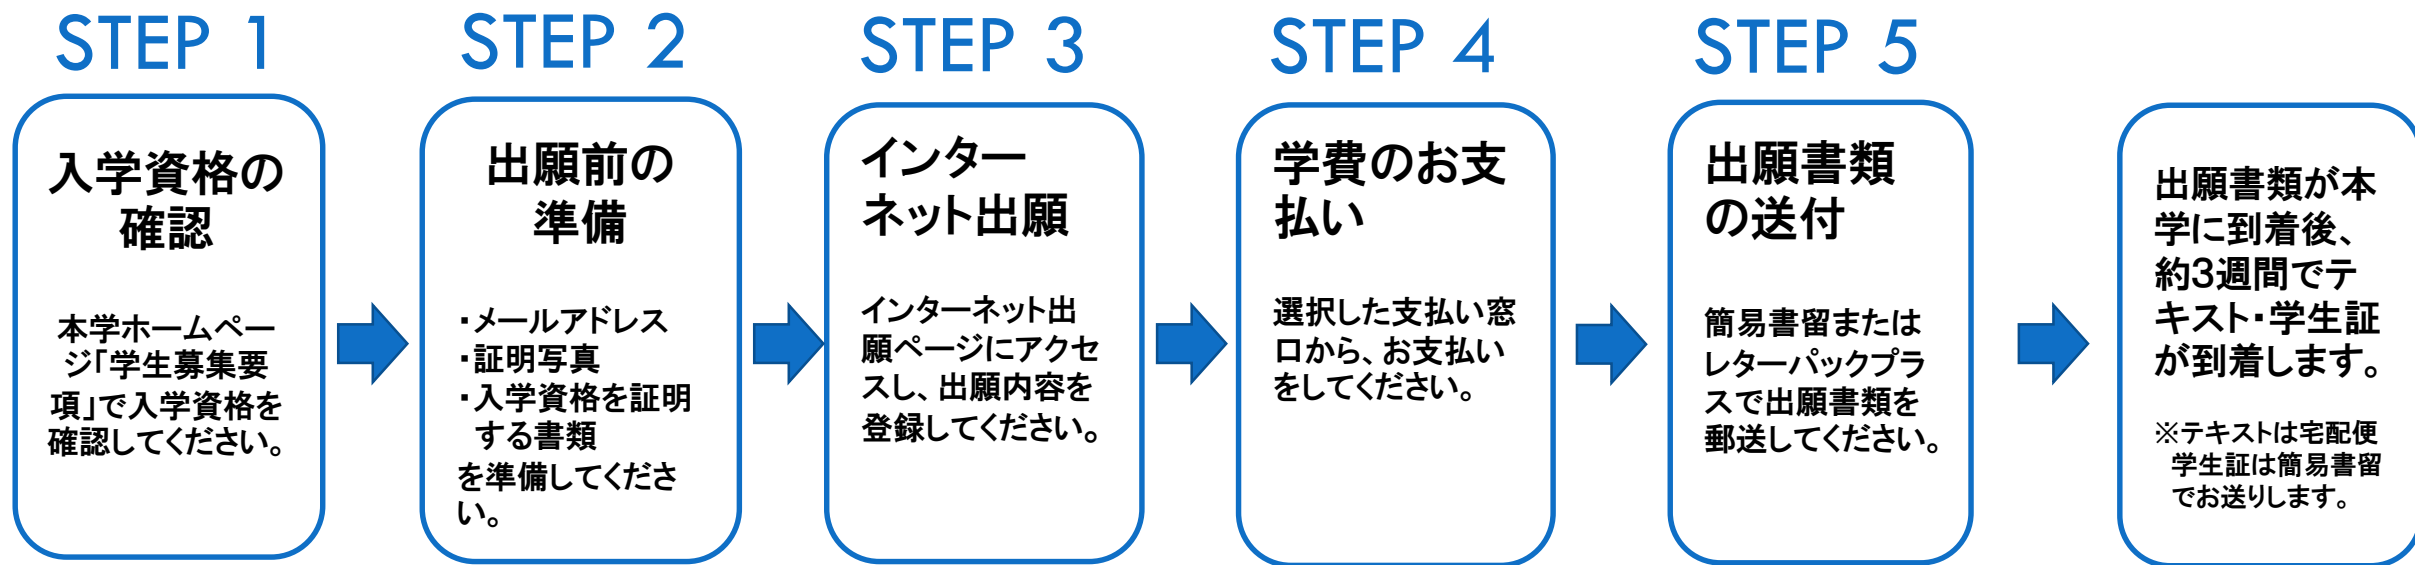 STEP 1
入学資格の
確認
本学ホームペー
ジ「学生募集要
項」で入学資格を
確認してください。
STEP 2
出願前の
準備
・メールアドレス
・証明写真
・入学資格を証明
する書類
を準備してくださ
い。
STEP 3
インター
ネット出願
インターネット出
願ページにアクセ
スし、出願内容を
登録してください。
STEP 4
学費のお支
払い
選択した支払い窓
口から、お支払い
をしてください。
STEP 5
出願書類
の送付
簡易書留または
レターパックプラ
スで出願書類を
郵送してください。
出願書類が本
学に到着後、
約3週間でテ
キスト・学生証
が到着します。
※テキストは宅配便
学生証は簡易書留
でお送りします。